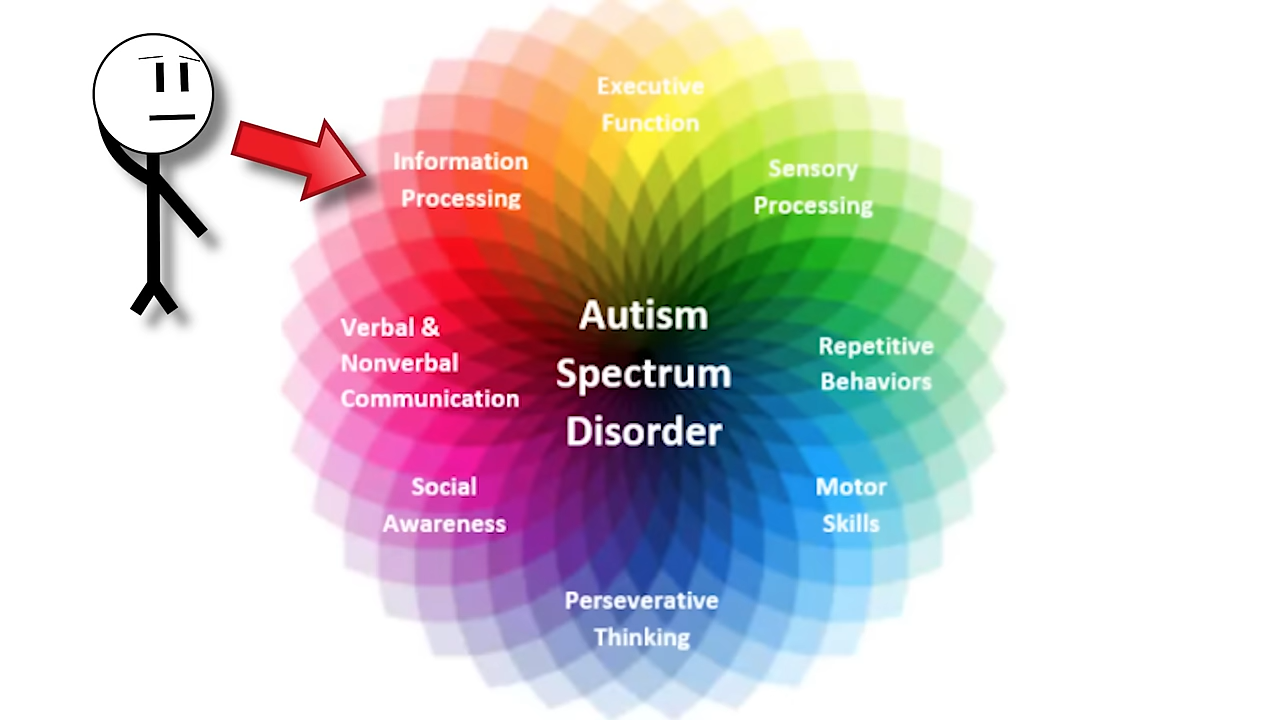 Executive
Function
Information
Processing
Sensory
Processing
Autism
Spectrum
Disorder
Verbal &
Nonverbal
Communication
Repetitive
Behaviors
Social
Awareness
Motor
Skills
Perseverative
Thinking